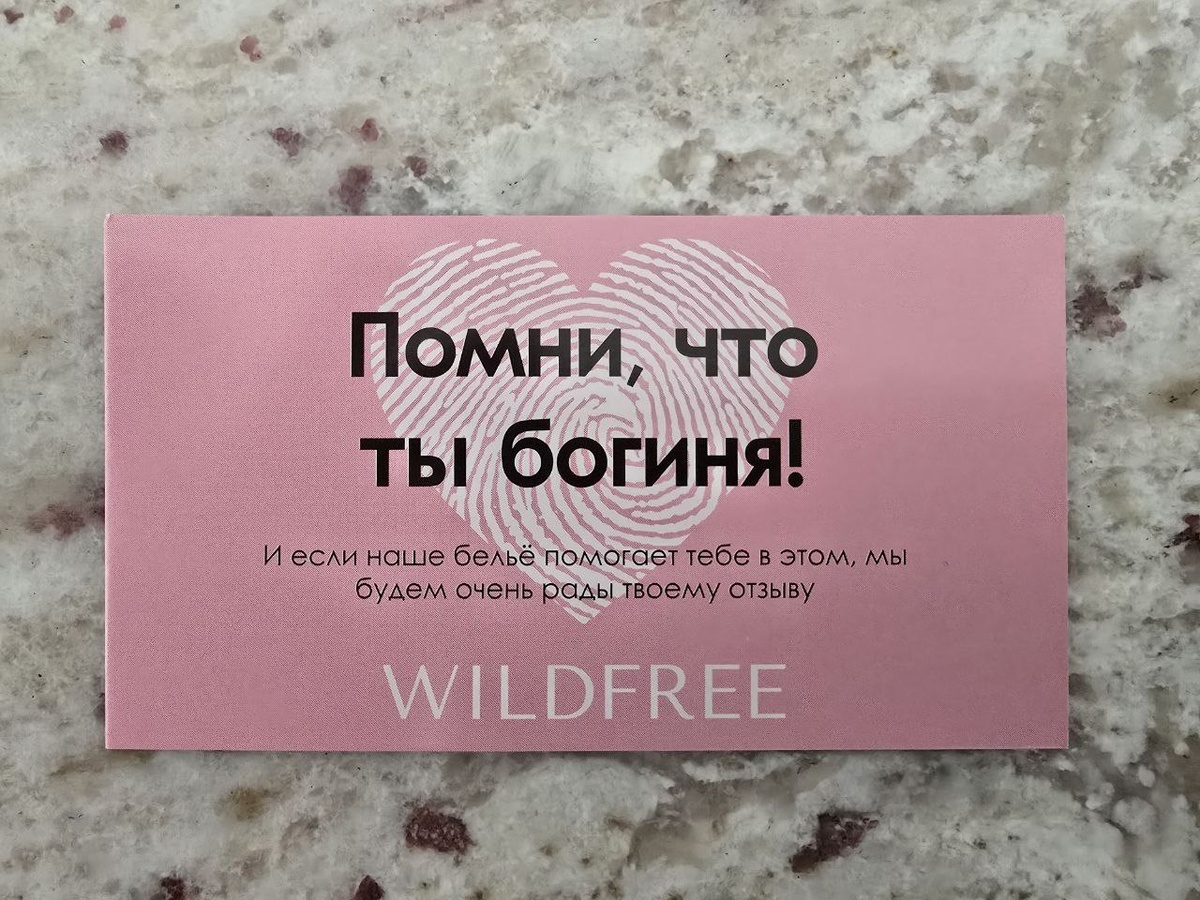 Помни, что
ты богиня!
И если наше бельё помогает тебе в этом, мы
будем очень рады твоему отзыву
WILDFREE